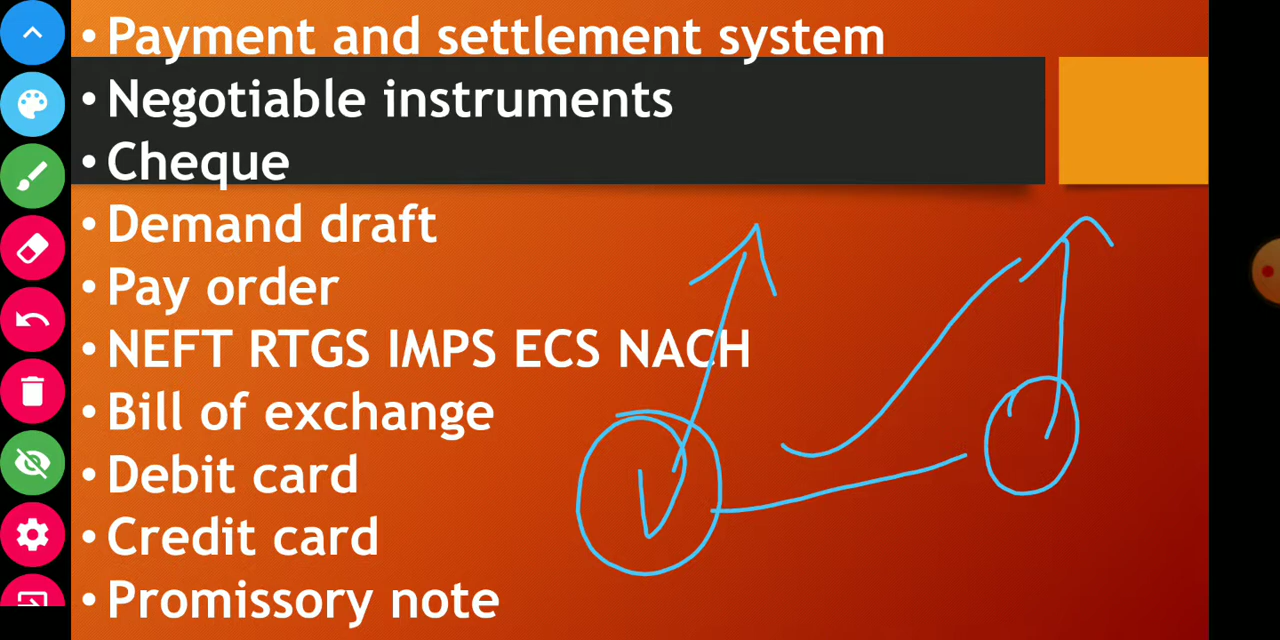 • Payment and settlement system
• Negotiable instruments
• Cheque
• Demand draft
• Pay order
• NEFT RTGS IMPS ECS NACH
• Bill of exchange
• Debit card
• Credit card
• Promissory note